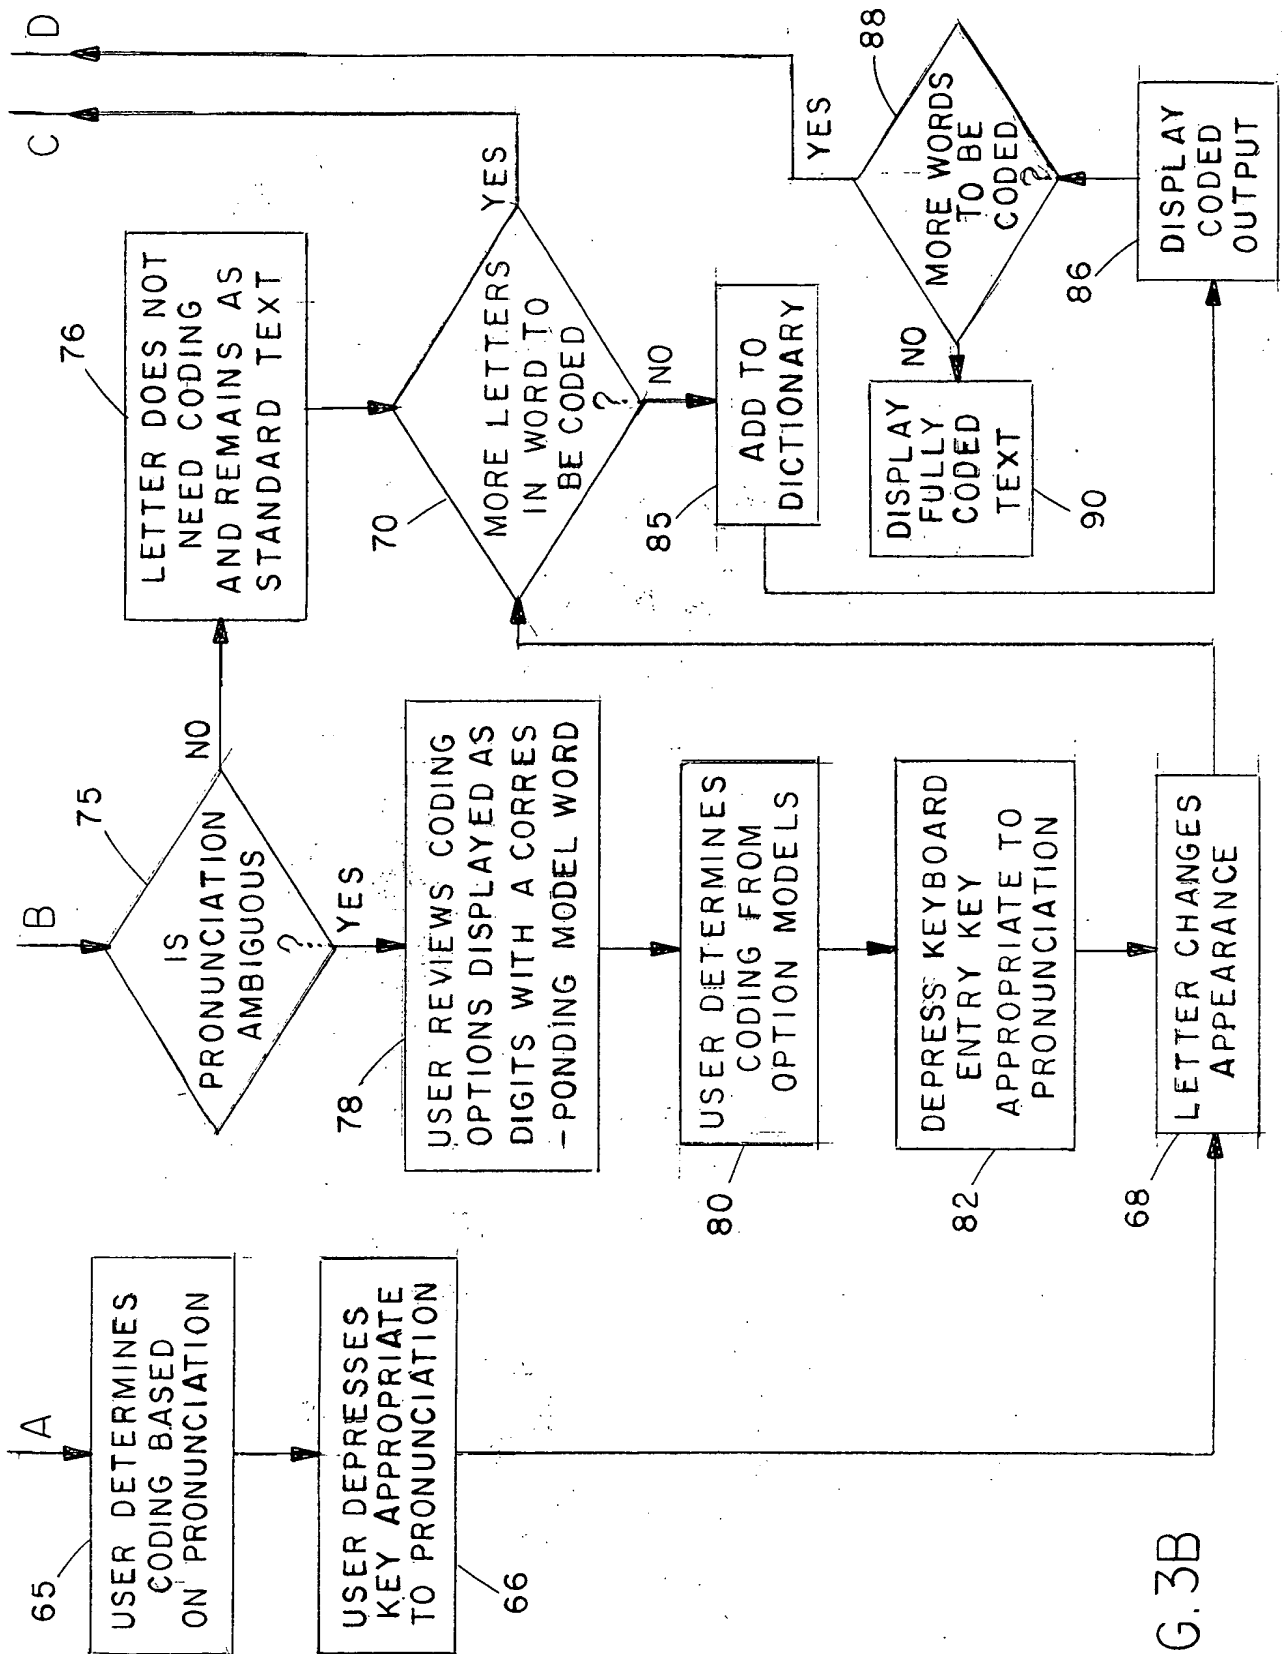 A
65
USER DETERMINES
CODING BASED
ON PRONUNCIATION
USER DEPRESSES
KEY APPROPRIATE
TO PRONUNCIATION
66
B
75
IS
PRONUNCIATION
AMBIGUOUS
?
NO
YES
76
LETTER DOES NOT
NEED CODING
AND REMAINS AS
STANDARD TEXT
78
USER REVIEWS CODING
OPTIONS DISPLAYED AS
DIGITS WITH A CORRES
-PONDING MODEL WORD
80
USER DETERMINES
CODING FROM
OPTION MODELS
82
DEPRESS KEYBOARD
ENTRY KEY
APPROPRIATE TO
PRONUNCIATION
68
LETTER CHANGES
APPEARANCE
C
70
MORE LETTERS
IN WORD TO
BE CODED
?
YES
NO
85
ADD TO
DICTIONARY
D
YES
88
MORE WORDS
TO BE
CODED
?
NO
DISPLAY
FULLY
CODED
TEXT
90
86
DISPLAY
CODED
OUTPUT
G. 3B